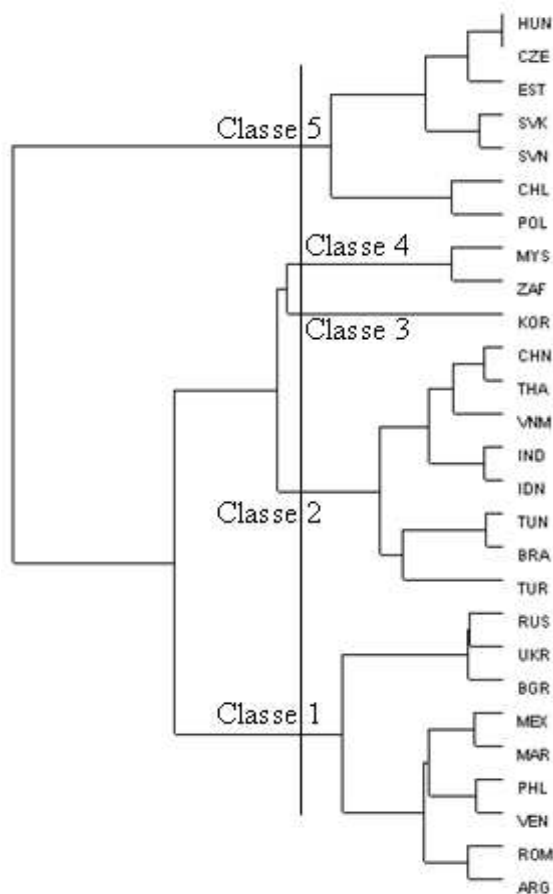 HUN
CZE
EST
SVK
Classe 5
SVN
CHL
POL
Classe 4
MYS
ZAF
KOR
Classe 3
CHN
THA
VNM
IND
IDN
Classe 2
TUN
BRA
TUR
RUS
UKR
BGR
Classe 1
MEX
MAR
PHL
VEN
ROM
ARG